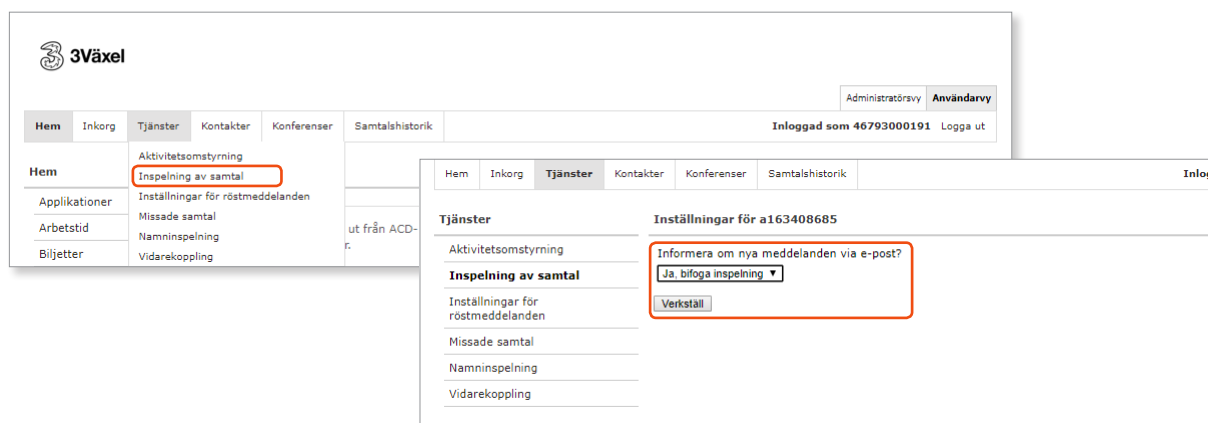 3Växel
Administratörsvy Användarvy
Hem Inkorg Tjänster Kontakter Konferenser Samtalshistorik Inloggad som 46793000191 Logga ut
Aktivitetsomstyrning
Inspelning av samtal
Inställningar för röstmeddelanden
Missade samtal
Namninspelning
Vidarekoppling
Hem
Applikationer
Arbetstid
Biljetter
ut från ACD-
r.
Hem Inkorg Tjänster Kontakter Konferenser Samtalshistorik Inlog
Tjänster
Aktivitetsomstyrning
Inspelning av samtal
Inställningar för
röstmeddelanden
Missade samtal
Namninspelning
Vidarekoppling
Inställningar för a163408685
Informera om nya meddelanden via e-post?
Ja, bifoga inspelning
Verkställ